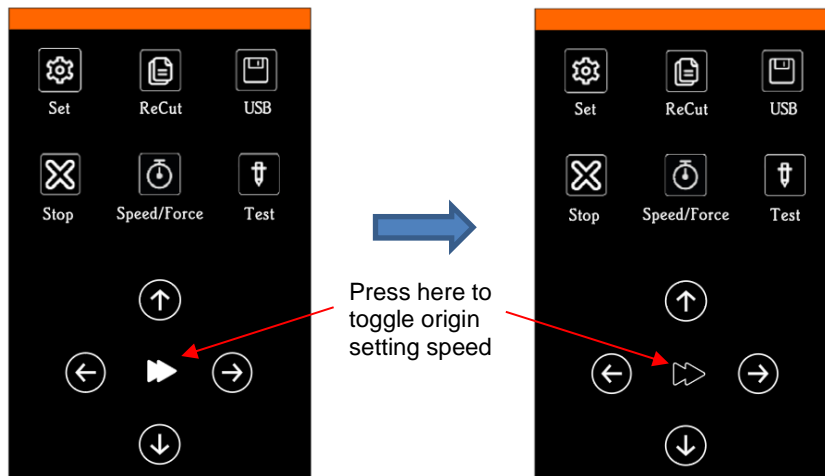 Set ReCut USB
Stop Speed/Force Test
Press here to
toggle origin
setting speed
Set ReCut USB
Stop Speed/Force Test